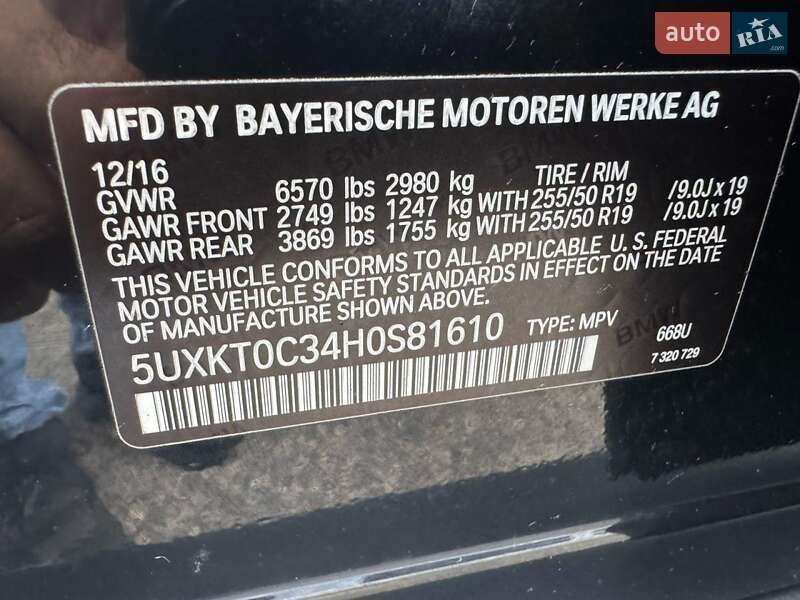 auto RIA.com
MFD BY BAYERISCHE MOTOREN WERKE AG
12/16 TIRE / RIM
GVWR 6570 lbs 2980 kg
GAWR FRONT 2749 lbs 1247 kg WITH 255/50 R19 /9.0J x 19
GAWR REAR 3869 lbs 1755 kg WITH 255/50 R19 /9.0J x 19
THIS VEHICLE CONFORMS TO ALL APPLICABLE U. S. FEDERAL
MOTOR VEHICLE SAFETY STANDARDS IN EFFECT ON THE DATE
OF MANUFACTURE SHOWN ABOVE.
5UXKT0C34H0S81610 TYPE: MPV 668U
7 320 729
BMW
BMW